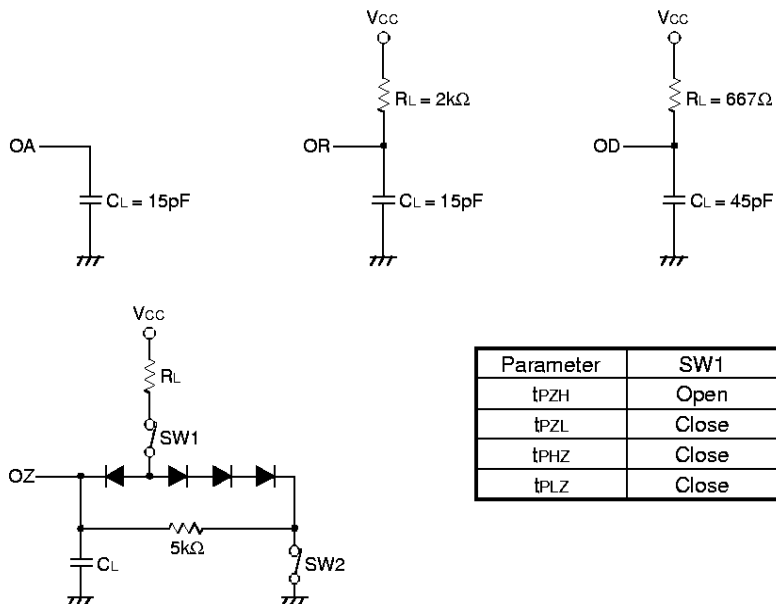 VCC
VCC
RL = 2kΩ
RL = 667Ω
OA
OR
OD
CL = 15pF
CL = 15pF
CL = 45pF
VCC
RL
SW1
OZ
5kΩ
CL
SW2
Parameter SW1
tPZH Open
tPZL Close
tPHZ Close
tPLZ Close